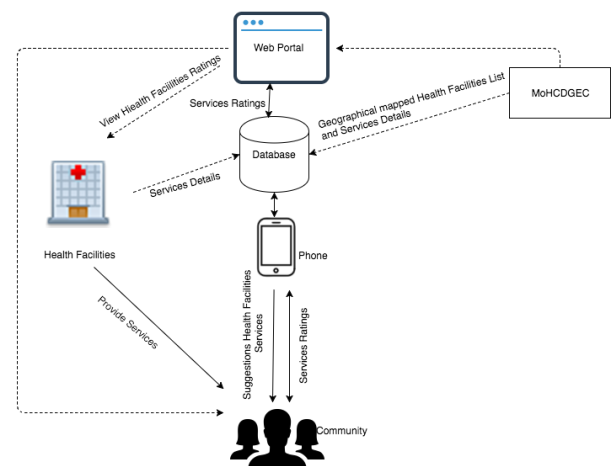 Web Portal
View Hiealth Faciilities Ratings
Services Ratings
Geographical mapped Health Facilities List
and Services Details
MoHCDGEC
Database
Services Details
Health Facilities
Phone
Provide Services
Suggestions Health Facilities
Services
Services Ratings
Community